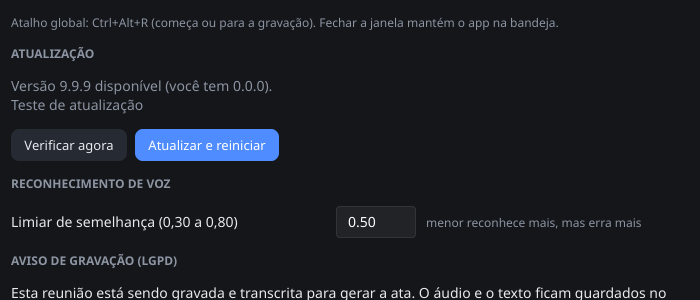 Atalho global: Ctrl+Alt+R (começa ou para a gravação). Fechar a janela mantém o app na bandeja.
ATUALIZAÇÃO
Versão 9.9.9 disponível (você tem 0.0.0).
Teste de atualização
Verificar agora Atualizar e reiniciar
RECONHECIMENTO DE VOZ
Limiar de semelhança (0,30 a 0,80) 0.50 menor reconhece mais, mas erra mais
AVISO DE GRAVAÇÃO (LGPD)
Esta reunião está sendo gravada e transcrita para gerar a ata. O áudio e o texto ficam guardados no